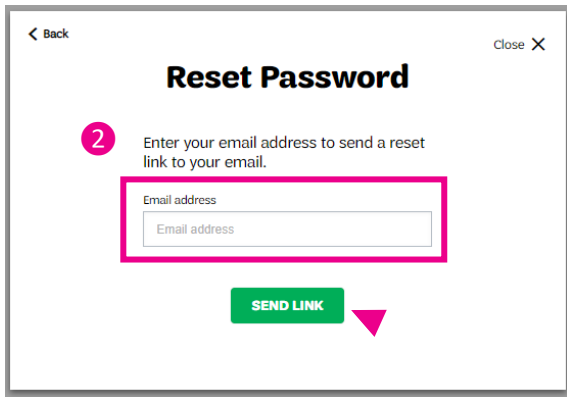 Back
Close
Reset Password
2
Enter your email address to send a reset
link to your email.
Email address
Email address
SEND LINK